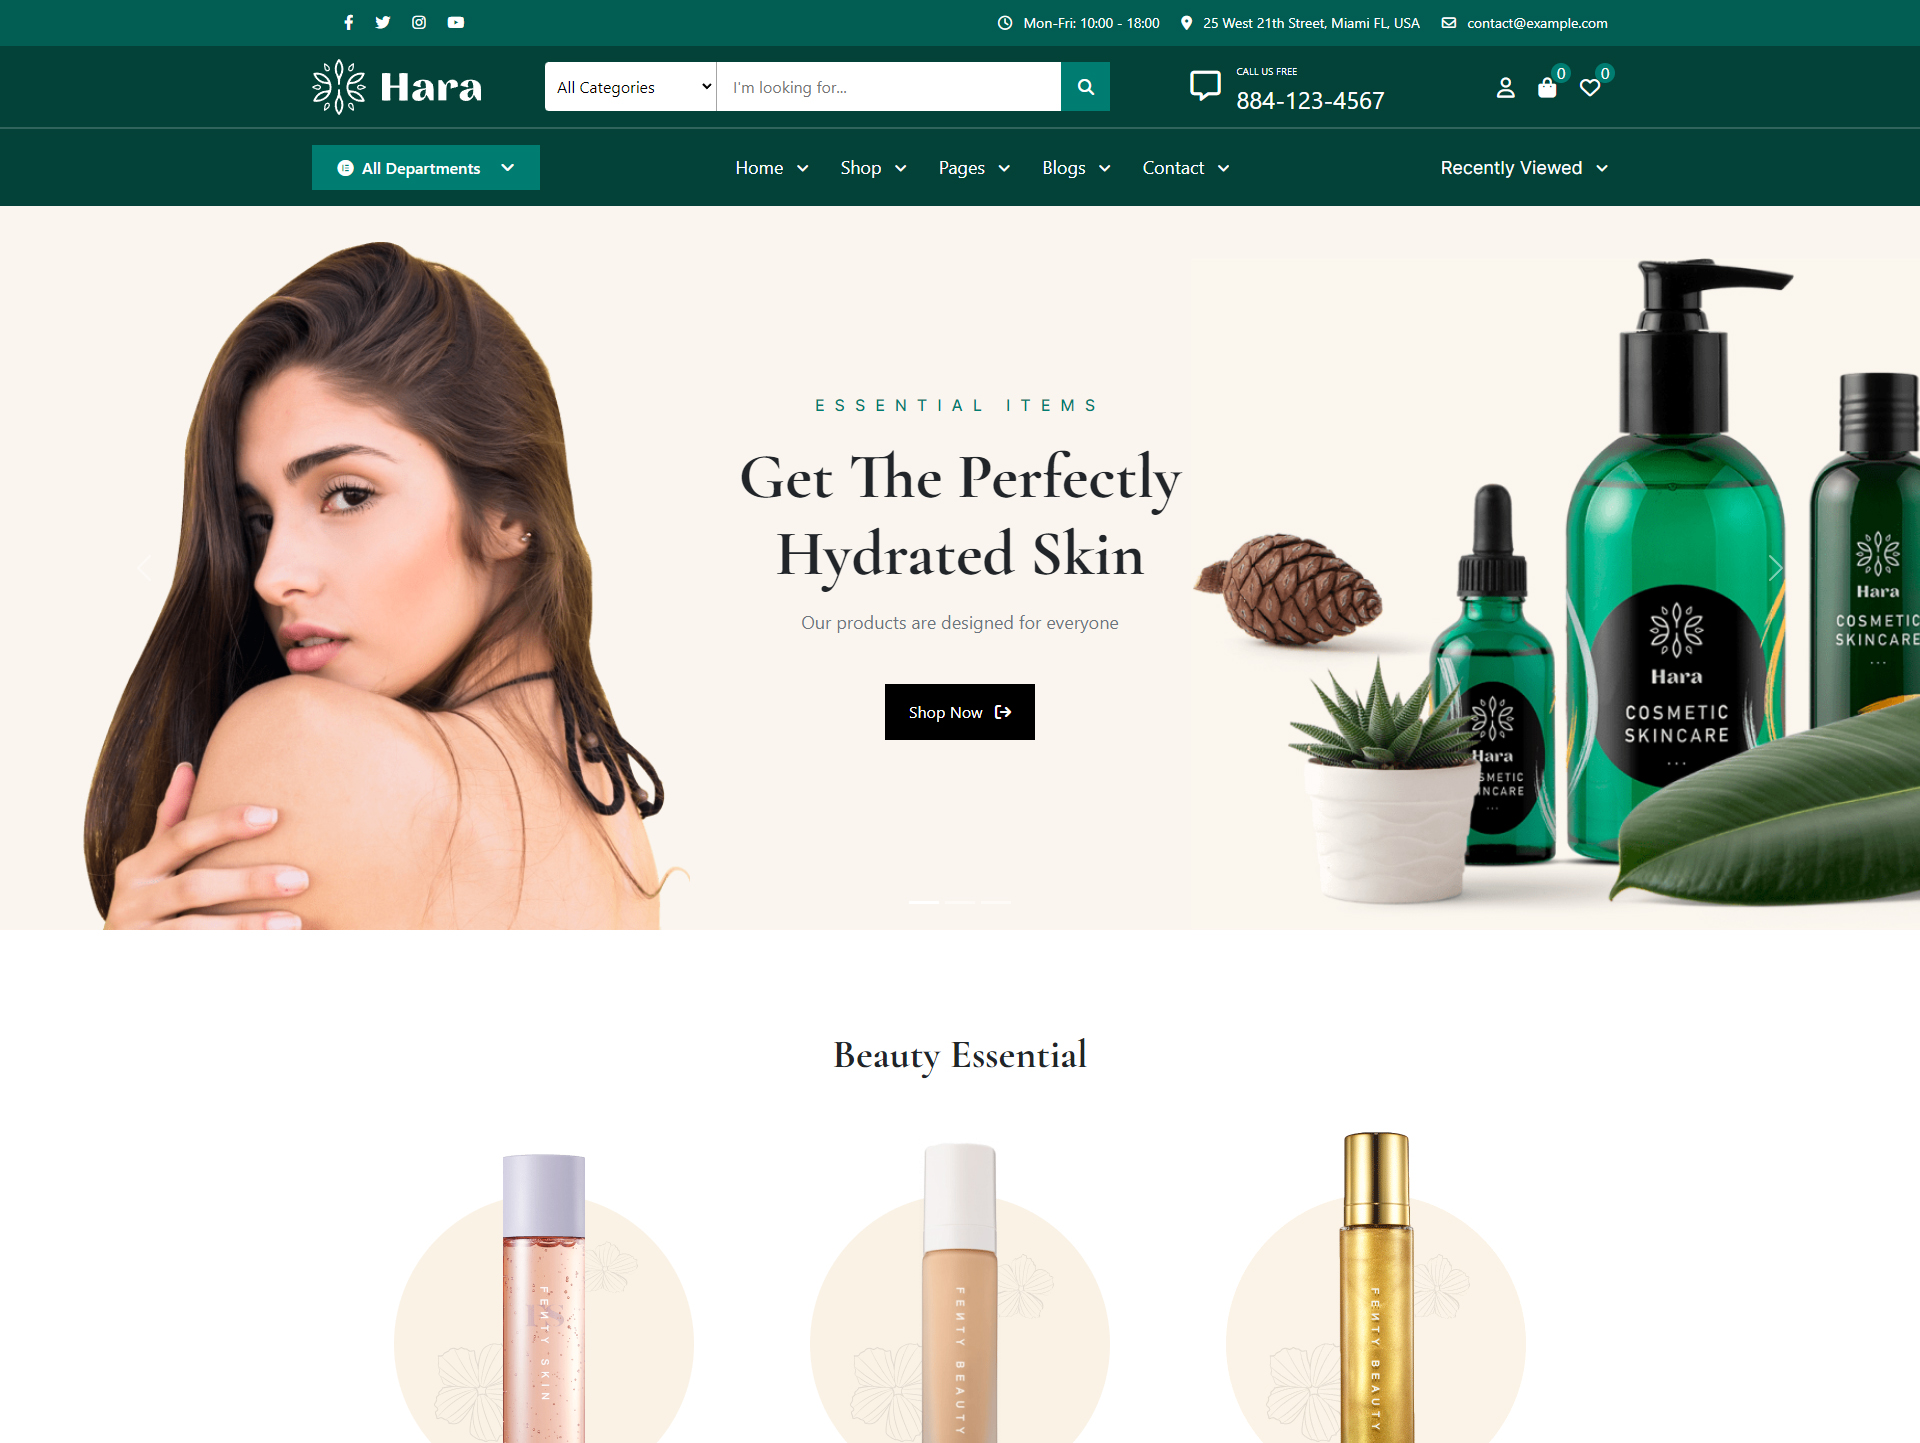 Mon-Fri: 10:00 - 18:00
25 West 21th Street, Miami FL, USA
contact@example.com
Hara
All Categories
I'm looking for...
CALL US FREE
884-123-4567
0
0
All Departments
Home
Shop
Pages
Blogs
Contact
Recently Viewed
ESSENTIAL ITEMS
Get The Perfectly
Hydrated Skin
Our products are designed for everyone
Shop Now
Hara
COSMETIC
SKINCARE
Hara
COSMETIC
SKINCARE
Hara
Beauty Essential
FENTY SKIN
FENTY BEAUTY
FENTY BEAUTY